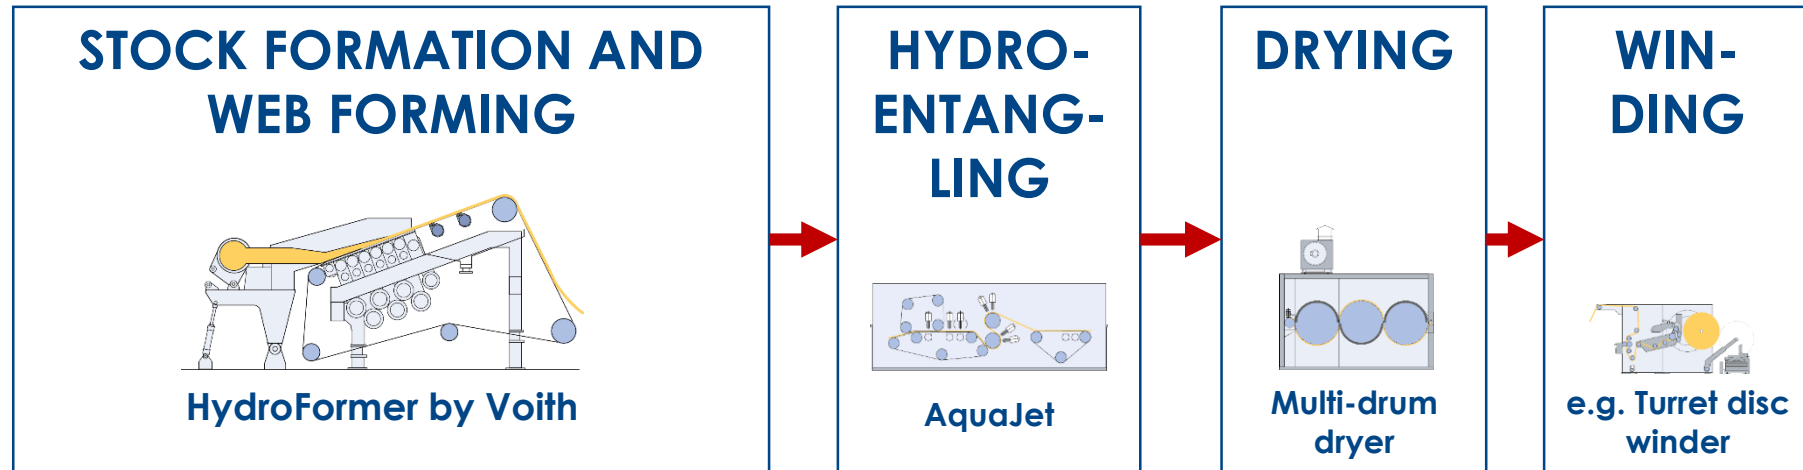 STOCK FORMATION AND
WEB FORMING
HydroFormer by Voith
HYDRO-
ENTANG-
LING
AquaJet
DRYING
Multi-drum
dryer
WIN-
DING
e.g. Turret disc
winder